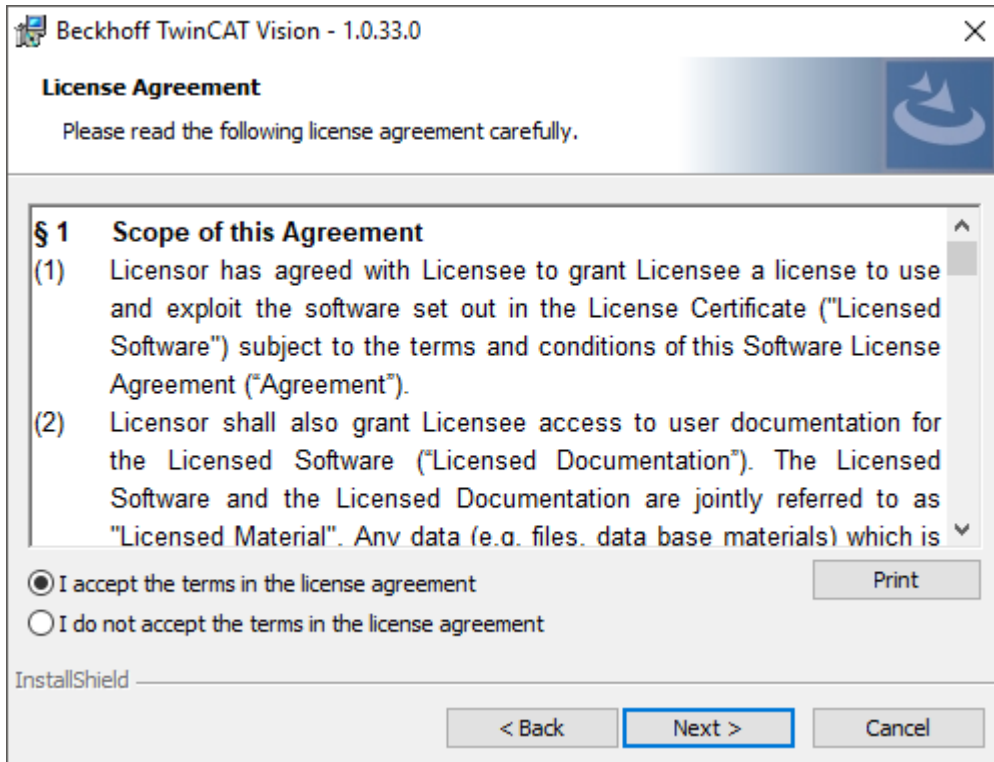 Beckhoff TwinCAT Vision - 1.0.33.0
License Agreement
Please read the following license agreement carefully.
§ 1 Scope of this Agreement
(1) Licensor has agreed with Licensee to grant Licensee a license to use
and exploit the software set out in the License Certificate ("Licensed
Software") subject to the terms and conditions of this Software License
Agreement (“Agreement”).
(2) Licensor shall also grant Licensee access to user documentation for
the Licensed Software (“Licensed Documentation”). The Licensed
Software and the Licensed Documentation are jointly referred to as
"Licensed Material". Any data (e.g. files, data base materials) which is
I accept the terms in the license agreement
Print
I do not accept the terms in the license agreement
InstallShield
< Back Next > Cancel